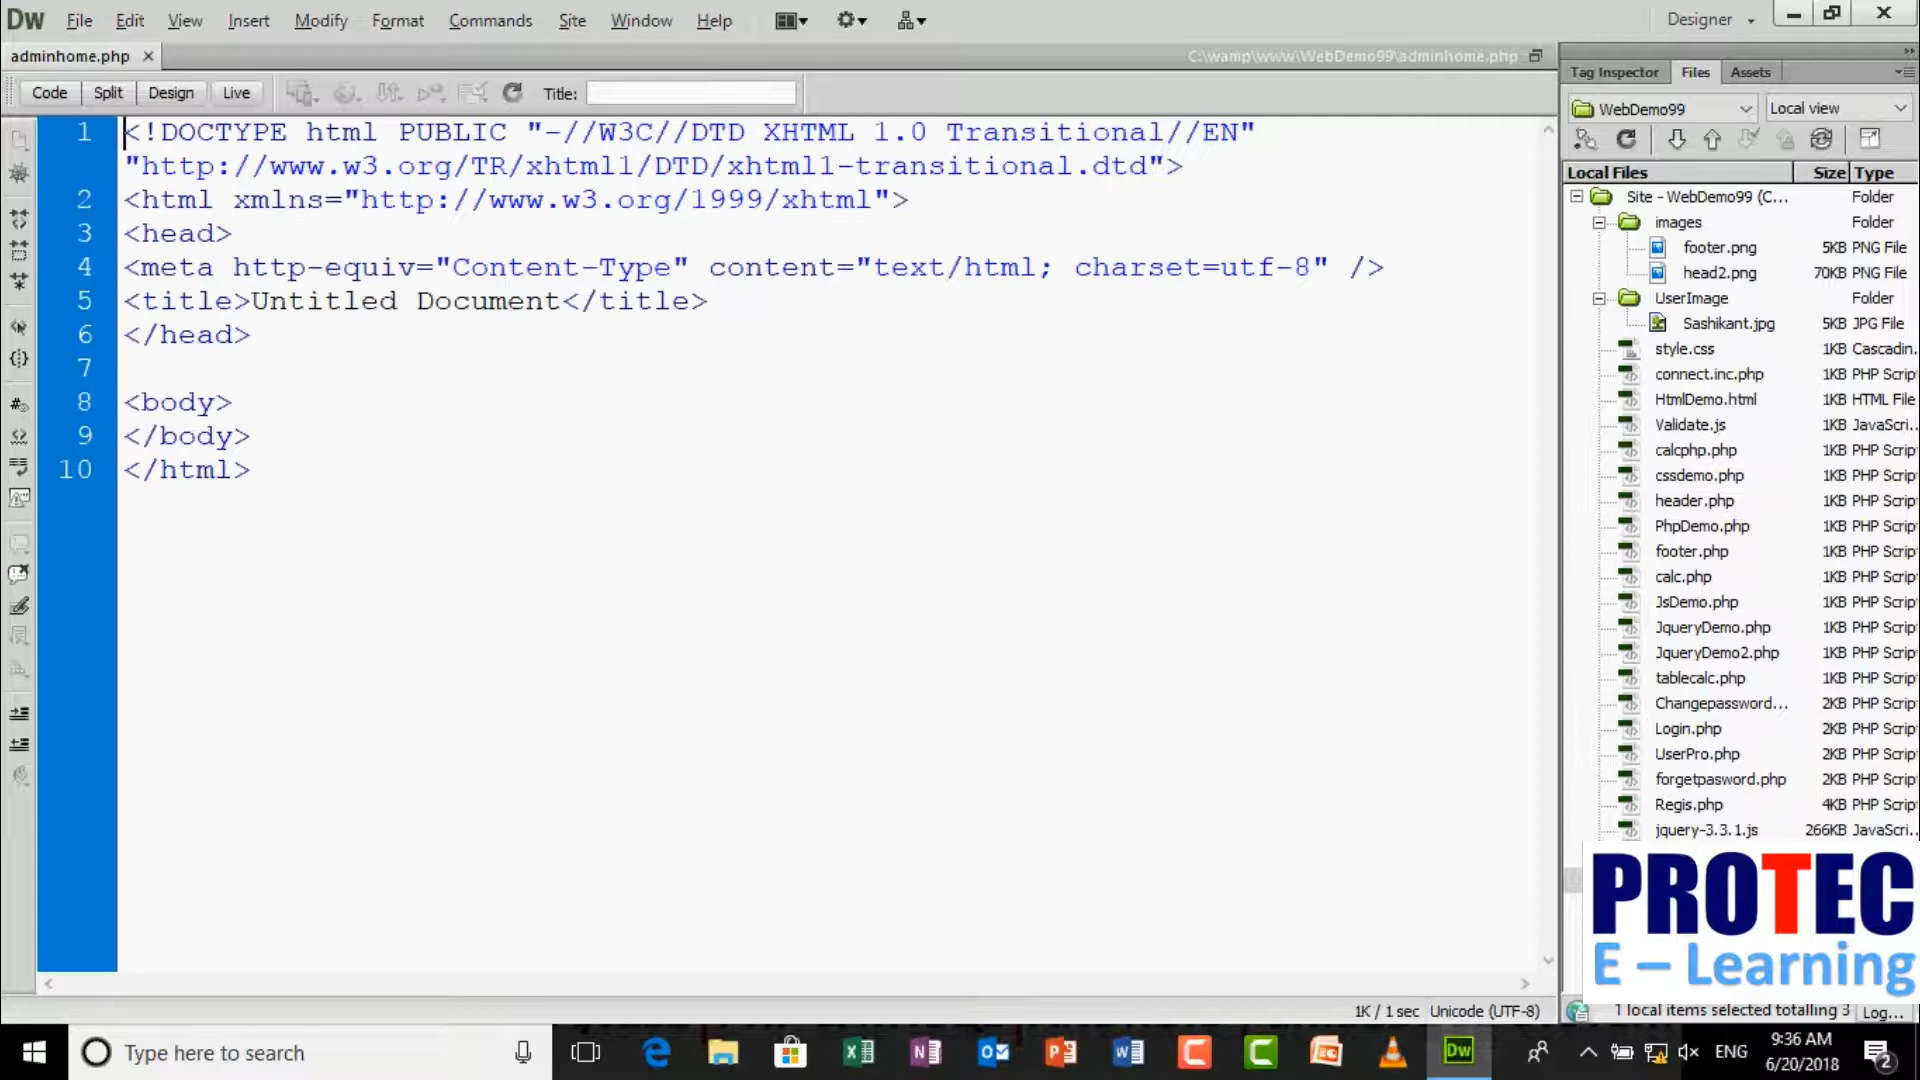 DW File Edit View Insert Modify Format Commands Site Window Help Designer
adminhome.php C:\wamp\www\WebDemo99\adminhome.php
Code Split Design Live Title:
1 <!DOCTYPE html PUBLIC "-//W3C//DTD XHTML 1.0 Transitional//EN"
"http://www.w3.org/TR/xhtml1/DTD/xhtml1-transitional.dtd">
2 <html xmlns="http://www.w3.org/1999/xhtml">
3 <head>
4 <meta http-equiv="Content-Type" content="text/html; charset=utf-8" />
5 <title>Untitled Document</title>
6 </head>
7
8 <body>
9 </body>
10 </html>
1K / 1 sec Unicode (UTF-8)
Tag Inspector Files Assets
WebDemo99 Local view
Local Files Size Type
Site - WebDemo99 (C... Folder
images Folder
footer.png 5KB PNG File
head2.png 70KB PNG File
UserImage Folder
Sashikant.jpg 5KB JPG File
style.css 1KB Cascadin.
connect.inc.php 1KB PHP Scrip
HtmlDemo.html 1KB HTML File
Validate.js 1KB JavaScri..
calcphp.php 1KB PHP Scrip
cssdemo.php 1KB PHP Scrip
header.php 1KB PHP Scrip
PhpDemo.php 1KB PHP Scrip
footer.php 1KB PHP Scrip
calc.php 1KB PHP Scrip
JsDemo.php 1KB PHP Scrip
JqueryDemo.php 1KB PHP Scrip
JqueryDemo2.php 1KB PHP Scrip
tablecalc.php 1KB PHP Scrip
Changepassword... 2KB PHP Scrip
Login.php 2KB PHP Scrip
UserPro.php 2KB PHP Scrip
forgetpasword.php 2KB PHP Scrip
Regis.php 4KB PHP Scrip
jquery-3.3.1.js 266KB JavaScri..
PROTEC
E – Learning
1 local items selected totalling 3 Log...
Type here to search
Dw
ENG
9:36 AM
6/20/2018
2